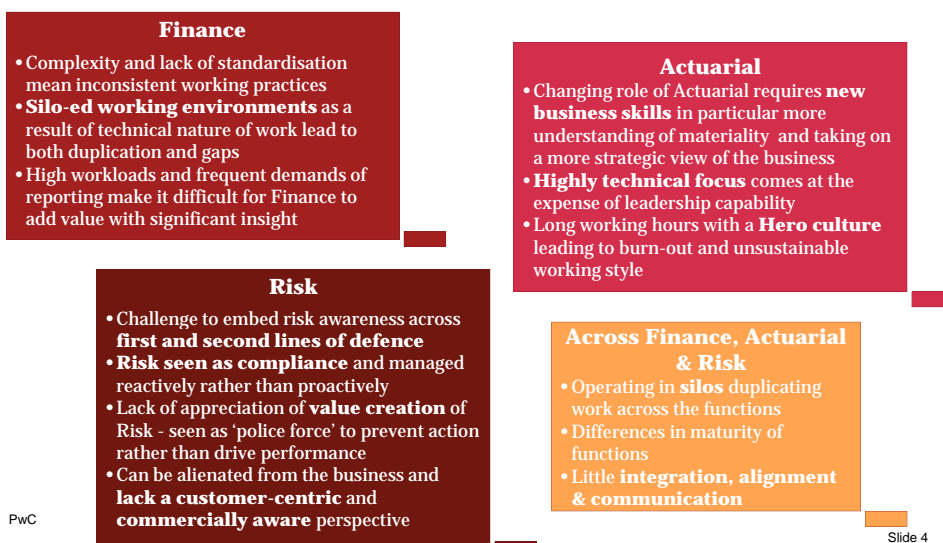 Finance
•Complexity and lack of standardisation
mean inconsistent working practices
•Silo-ed working environments as a
result of technical nature of work lead to
both duplication and gaps
•High workloads and frequent demands of
reporting make it difficult for Finance to
add value with significant insight
Actuarial
•Changing role of Actuarial requires new
business skills in particular more
understanding of materiality and taking on
a more strategic view of the business
•Highly technical focus comes at the
expense of leadership capability
•Long working hours with a Hero culture
leading to burn-out and unsustainable
working style
Risk
•Challenge to embed risk awareness across
first and second lines of defence
•Risk seen as compliance and managed
reactively rather than proactively
•Lack of appreciation of value creation of
Risk - seen as ‘police force’ to prevent action
rather than drive performance
•Can be alienated from the business and
lack a customer-centric and
commercially aware perspective
Across Finance, Actuarial
& Risk
•Operating in silos duplicating
work across the functions
•Differences in maturity of
functions
•Little integration, alignment
& communication
PwC
Slide 4